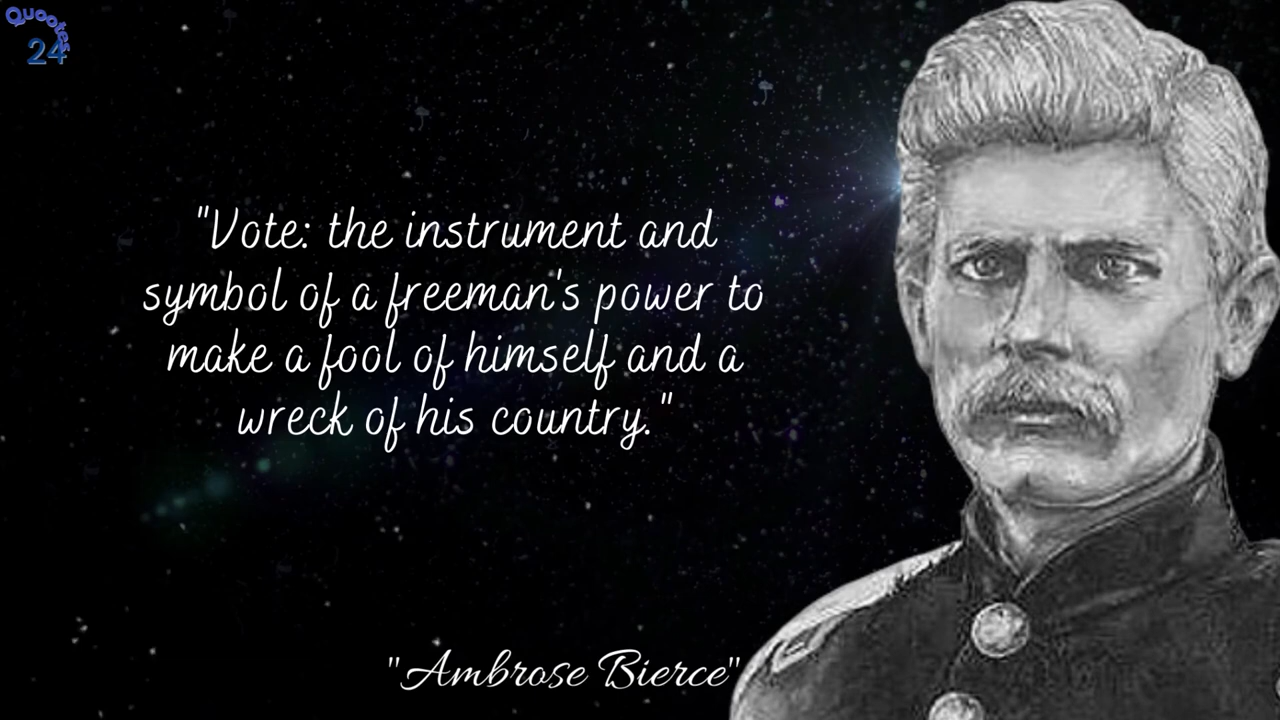 Quootes
24
"Vote: the instrument and
symbol of a freeman's power to
make a fool of himself and a
wreck of his country."
"Ambrose Bierce"